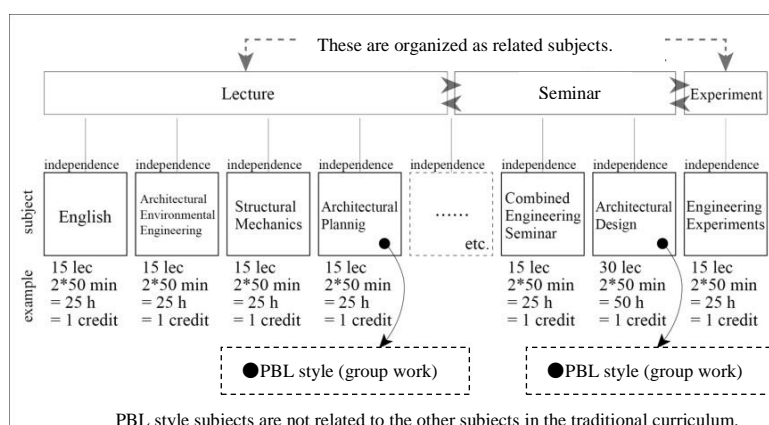 These are organized as related subjects.
Lecture
Seminar
Experiment
independence
independence
independence
independence
independence
independence
independence
independence
subject
English
Architectural
Environmental
Engineering
Structural
Mechanics
Architectural
Plannig
......
etc.
Combined
Engineering
Seminar
Architectural
Design
Engineering
Experiments
example
15 lec
2*50 min
= 25 h
= 1 credit
15 lec
2*50 min
= 25 h
= 1 credit
15 lec
2*50 min
= 25 h
= 1 credit
15 lec
2*50 min
= 25 h
= 1 credit
15 lec
2*50 min
= 25 h
= 1 credit
30 lec
2*50 min
= 50 h
= 1 credit
15 lec
2*50 min
= 25 h
= 1 credit
●PBL style (group work)
●PBL style (group work)
PBL style subjects are not related to the other subjects in the traditional curriculum.